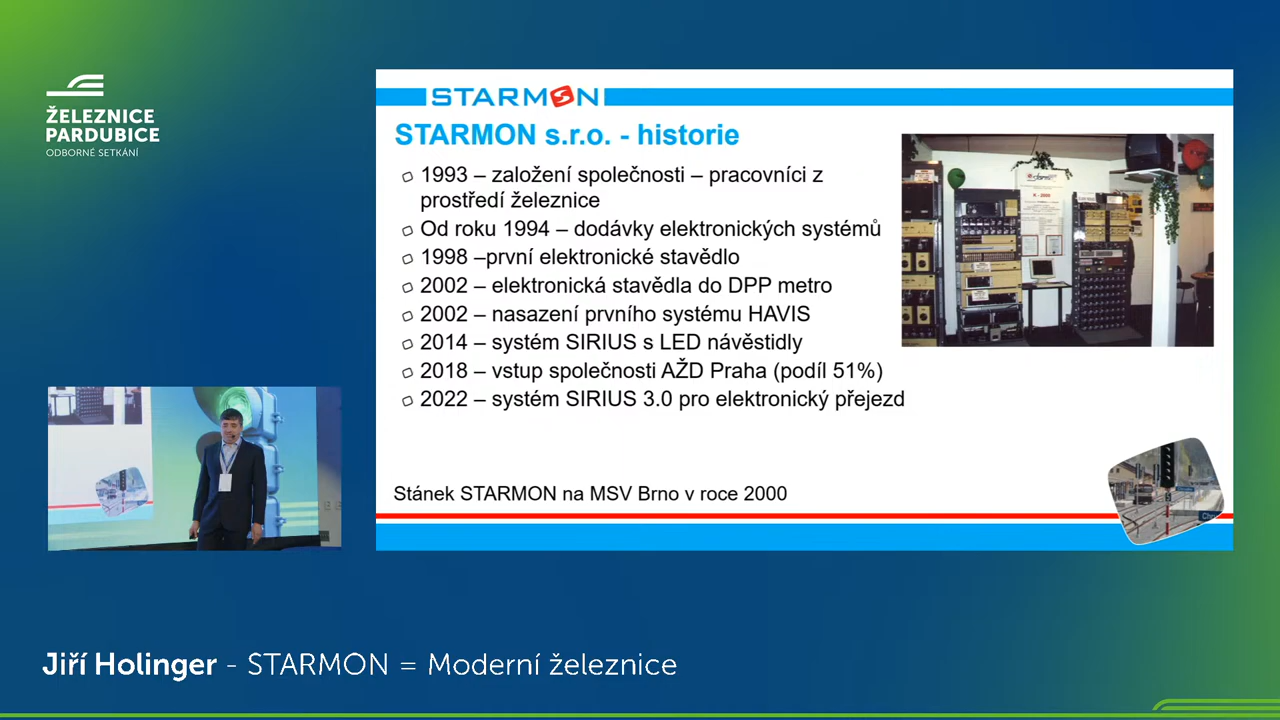 ŽELEZNICE
PARDUBICE
ODBORNÉ SETKÁNÍ
STARMON
STARMON s.r.o. - historie
1993 – založení společnosti – pracovníci z
prostředí železnice
Od roku 1994 – dodávky elektronických systémů
1998 –první elektronické stavědlo
2002 – elektronická stavědla do DPP metro
2002 – nasazení prvního systému HAVIS
2014 – systém SIRIUS s LED návěstidly
2018 – vstup společnosti AŽD Praha (podíl 51%)
2022 – systém SIRIUS 3.0 pro elektronický přejezd
Stánek STARMON na MSV Brno v roce 2000
Jiří Holinger - STARMON = Moderní železnice